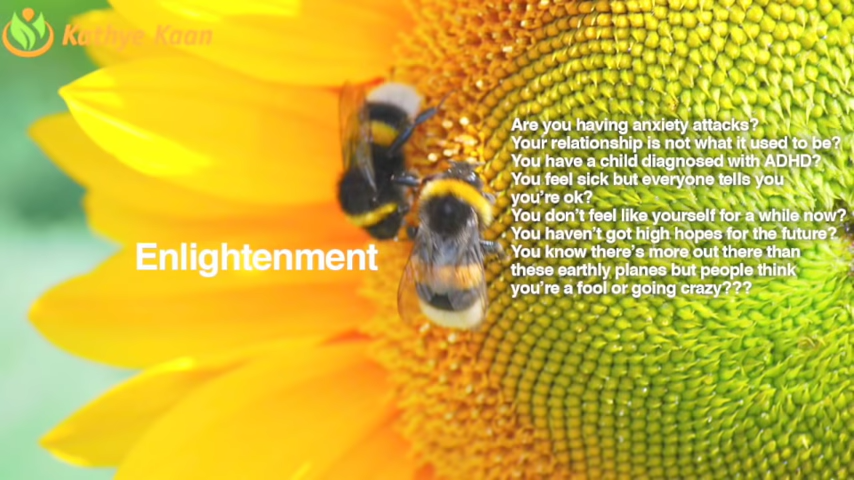 Kathye Kaan
Enlightenment
Are you having anxiety attacks?
Your relationship is not what it used to be?
You have a child diagnosed with ADHD?
You feel sick but everyone tells you
you're ok?
You don't feel like yourself for a while now?
You haven't got high hopes for the future?
You know there's more out there than
these earthly planes but people think
you're a fool or going crazy???